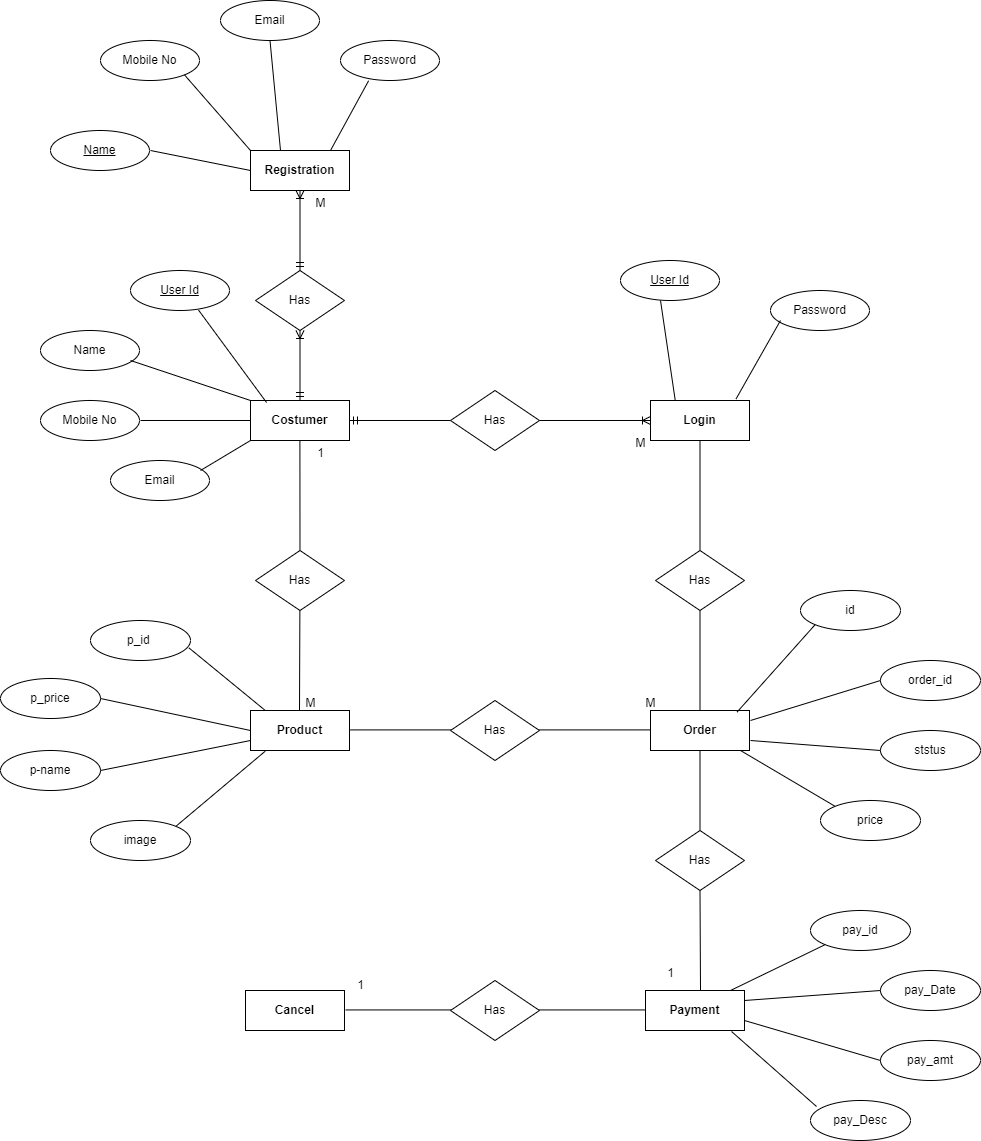 Email
Mobile No
Password
Name
Registration
M
User Id
Has
User Id
Password
Name
Mobile No
Costumer
Has
Login
M
1
Email
Has
Has
id
p_id
order_id
p_price
M
M
Product
Has
Order
ststus
p-name
price
image
Has
pay_id
1
1
pay_Date
Cancel
Has
Payment
pay_amt
pay_Desc